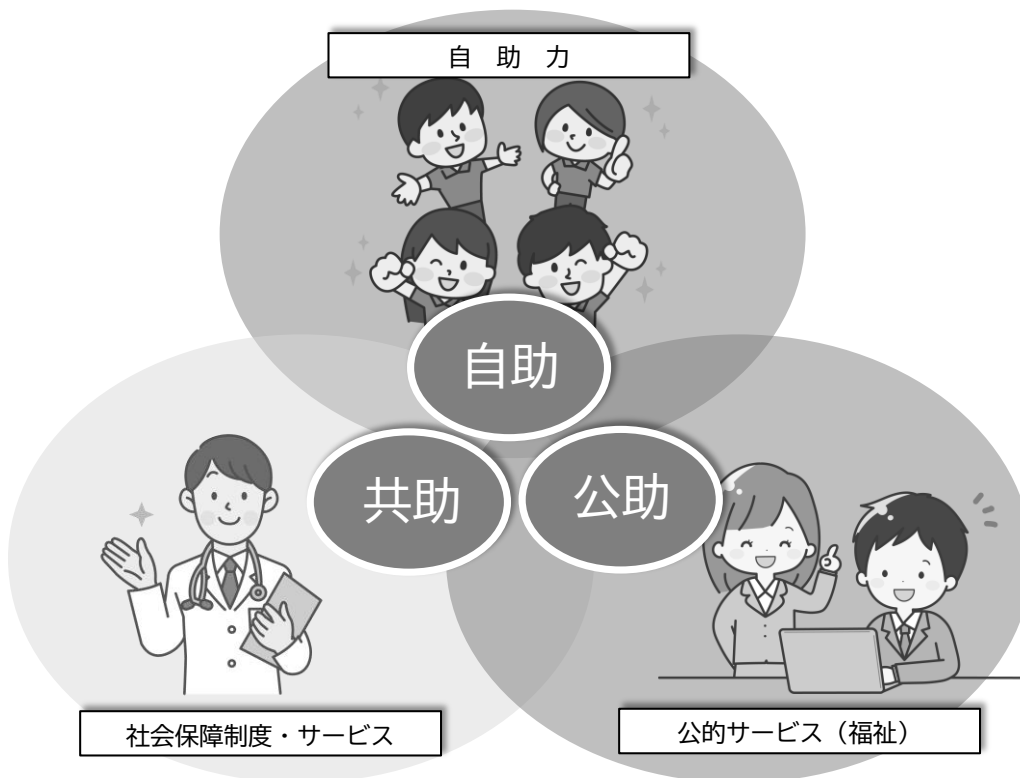 自助力
自助
共助
公助
社会保障制度・サービス
公的サービス（福祉）